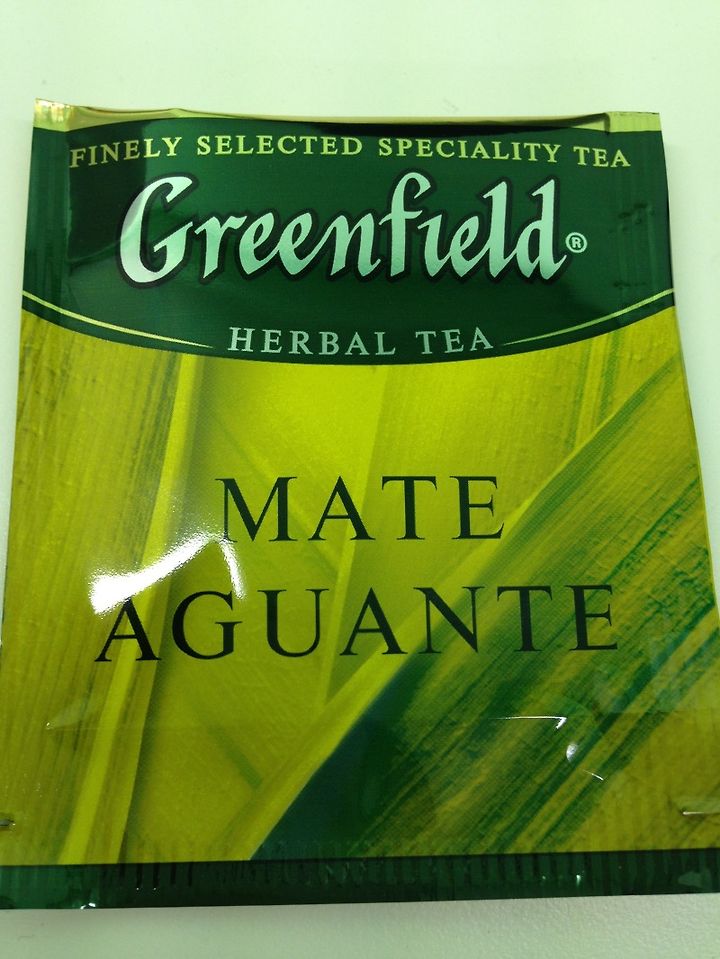 FINELY SELECTED SPECIALITY TEA
Greenfield®
HERBAL TEA
MATE
AGUANTE